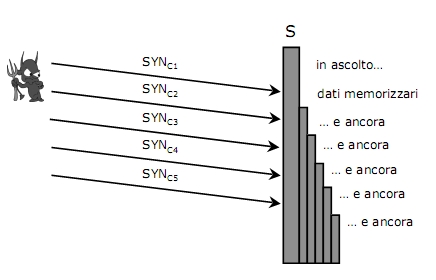 S
SYNC1
in ascolto...
SYNC2
dati memorizzari
SYNC3
... e ancora
SYNC4
... e ancora
SYNC5
... e ancora
... e ancora
... e ancora